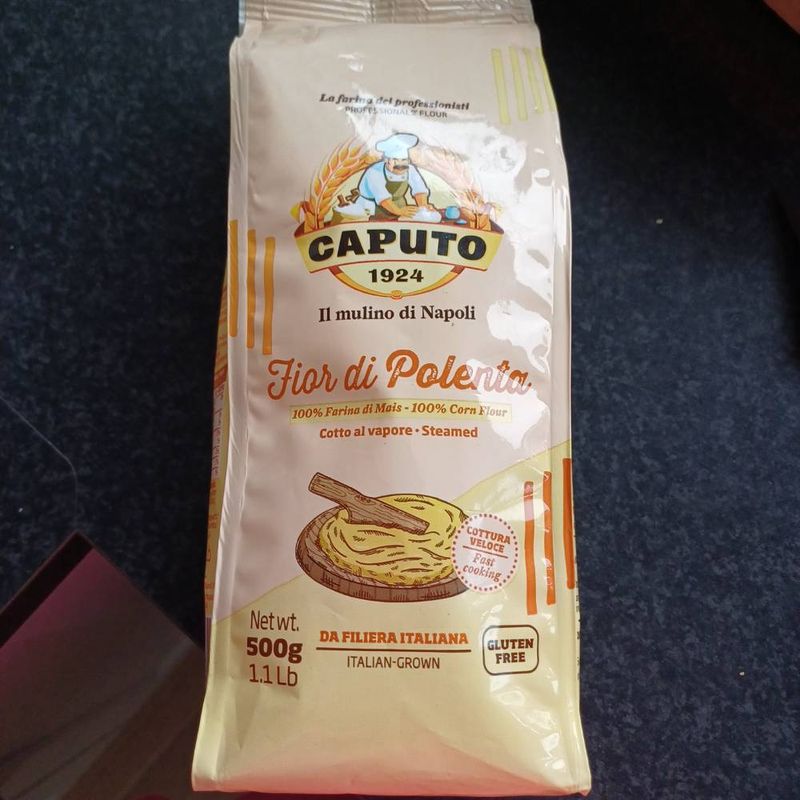 La farina dei professionisti
PROFESSIONAL FLOUR
CAPUTO
1924
Il mulino di Napoli
Fior di Polenta
100% Farina di Mais - 100% Corn Flour
Cotto al vapore • Steamed
COTTURA
VELOCE
Fast
cooking
Net wt.
500g
1.1 Lb
DA FILIERA ITALIANA
ITALIAN-GROWN
GLUTEN
FREE